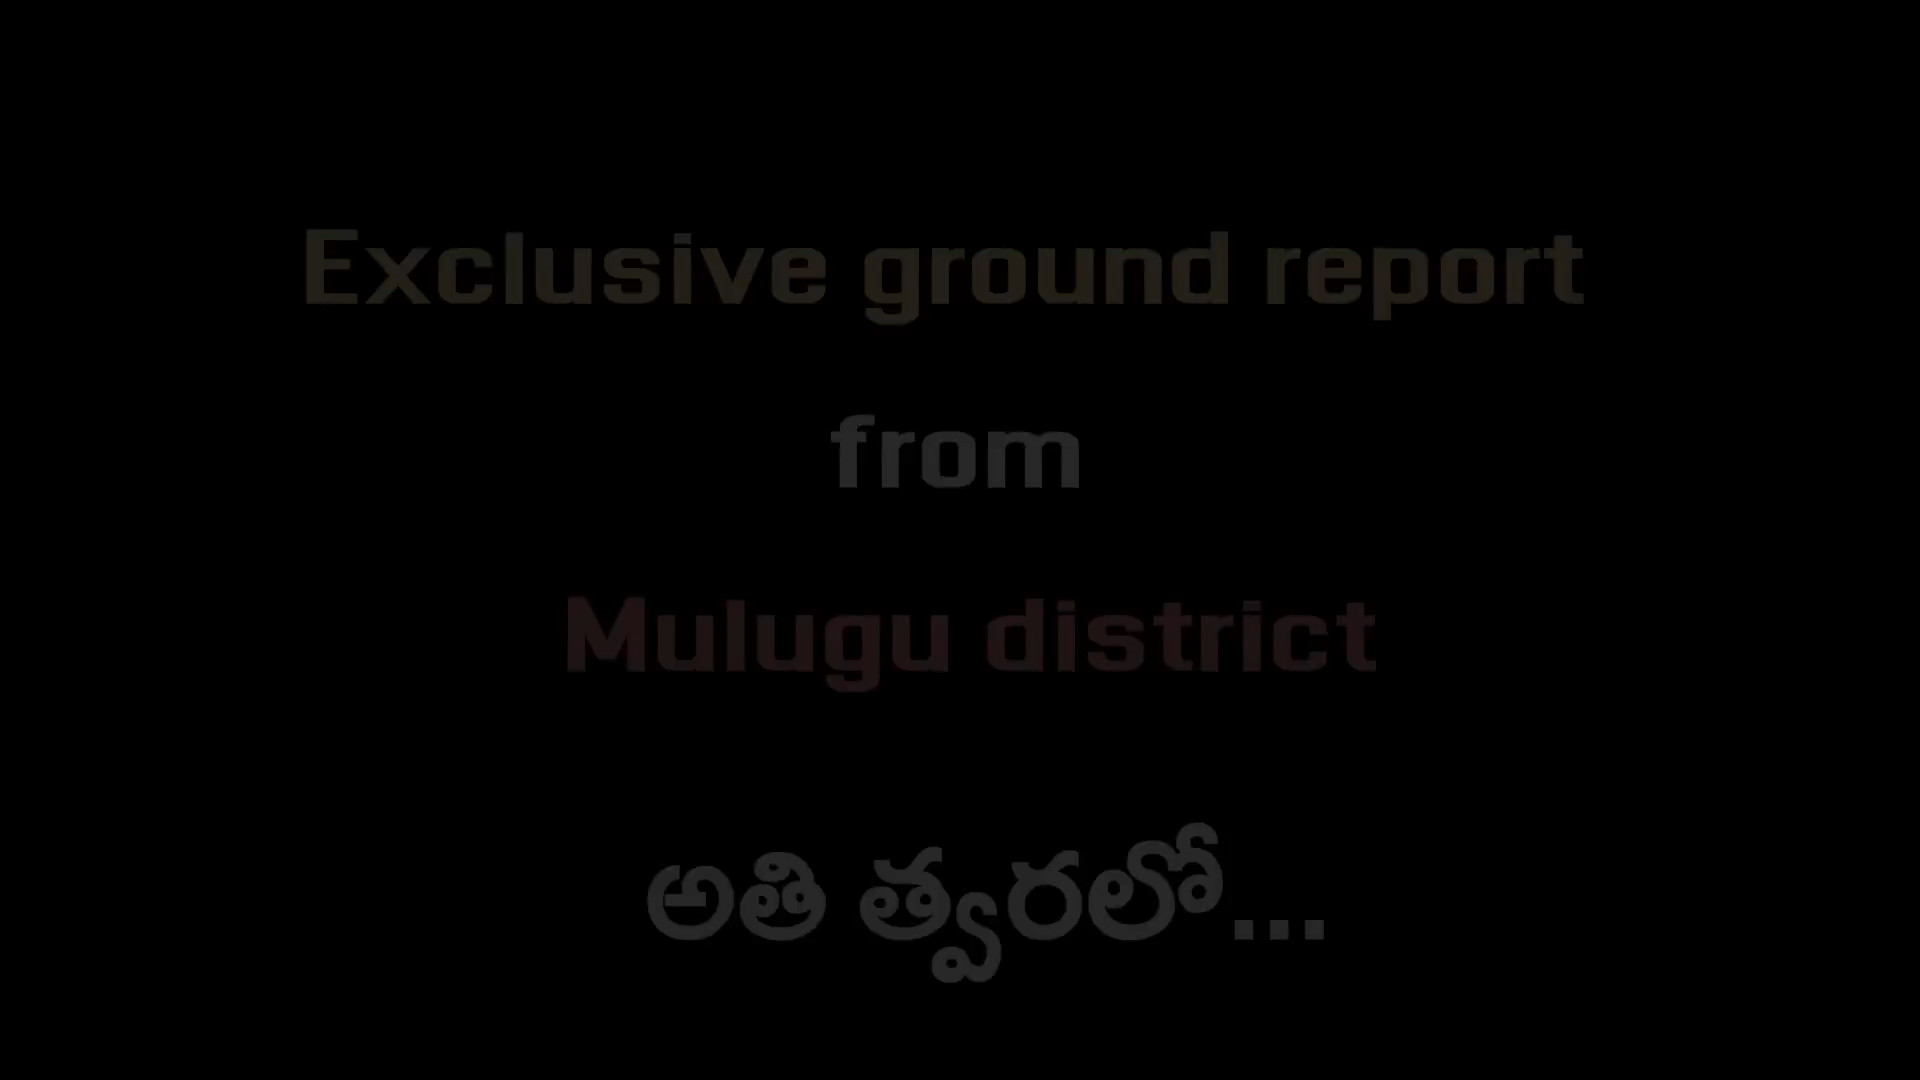 Exclusive ground report
from
Mulugu district
అతి త్వరలో...